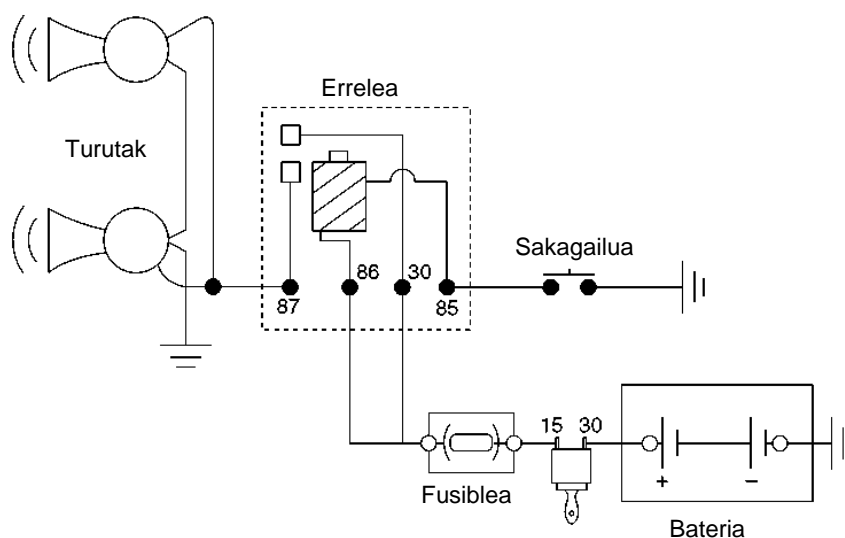 Errelea
Turutak
Sakagailua
86 30
87 85
15 30
Fusiblea
+ −
Bateria